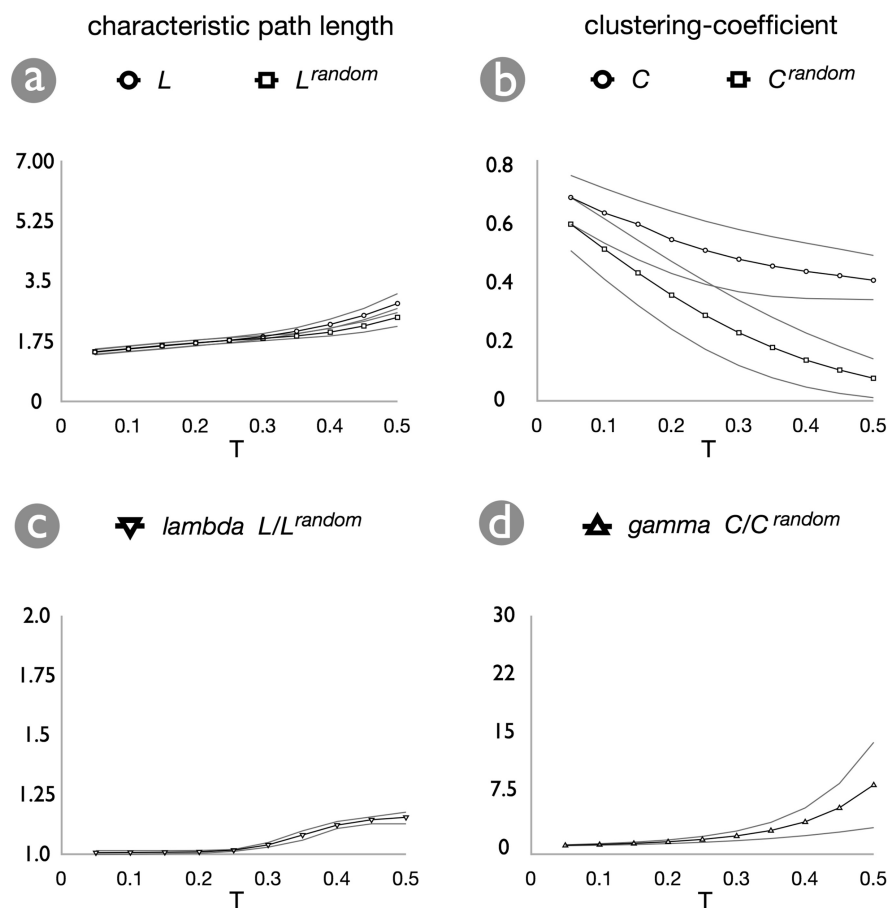 characteristic path length
clustering-coefficient
a
L
L random
b
C
C random
7.00
5.25
3.5
1.75
0
0 0.1 0.2 0.3 0.4 0.5
T
0.8
0.6
0.4
0.2
0
0 0.1 0.2 0.3 0.4 0.5
T
c
lambda L/L random
d
gamma C/C random
2.0
1.75
1.5
1.25
1.0
0 0.1 0.2 0.3 0.4 0.5
T
30
22
15
7.5
0
0 0.1 0.2 0.3 0.4 0.5
T